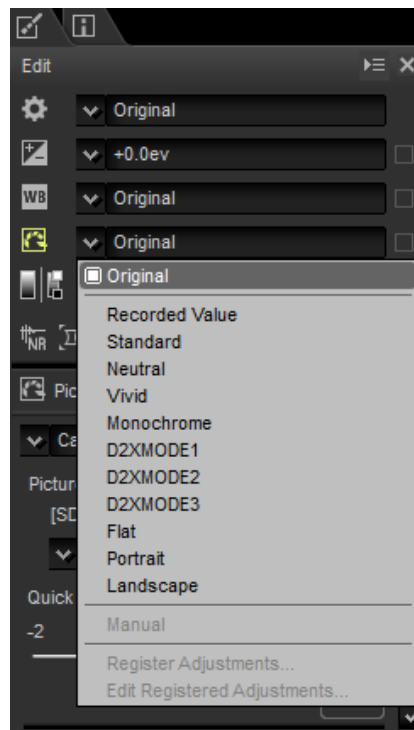 Edit
Original
+0.0ev
WB Original
Original
Original
Recorded Value
Standard
Neutral
Vivid
Monochrome
D2XMODE1
D2XMODE2
D2XMODE3
Flat
Portrait
Landscape
Manual
Register Adjustments...
Edit Registered Adjustments...
NR
Pic
Ca
Pictur
[SD
Quick
-2